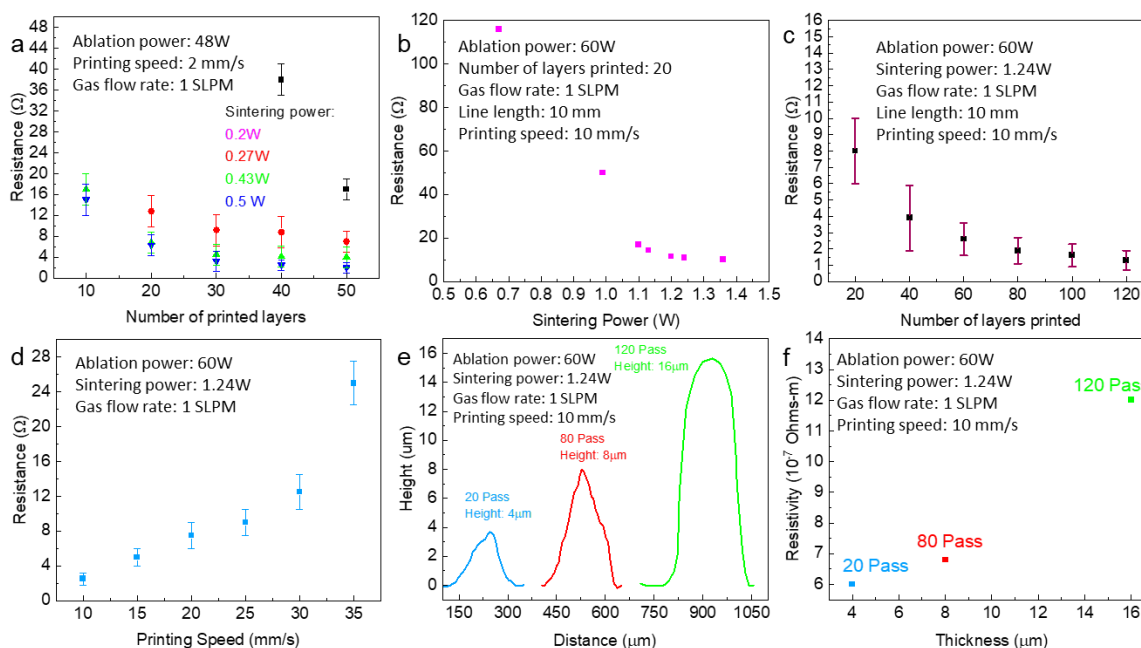 a
Ablation power: 48W
Printing speed: 2 mm/s
Gas flow rate: 1 SLPM
Sintering power:
0.2W
0.27W
0.43W
0.5 W
48
44
40
36
32
28
24
20
16
12
8
4
0
Resistance (Ω)
10 20 30 40 50
Number of printed layers
b
Ablation power: 60W
Number of layers printed: 20
Gas flow rate: 1 SLPM
Line length: 10 mm
Printing speed: 10 mm/s
120
100
80
60
40
20
0
Resistance (Ω)
0.5 0.6 0.7 0.8 0.9 1.0 1.1 1.2 1.3 1.4 1.5
Sintering Power (W)
c
Ablation power: 60W
Sintering power: 1.24W
Gas flow rate: 1 SLPM
Line length: 10 mm
Printing speed: 10 mm/s
16
15
14
13
12
11
10
9
8
7
6
5
4
3
2
1
0
Resistance (Ω)
20 40 60 80 100 120
Number of layers printed
d
Ablation power: 60W
Sintering power: 1.24W
Gas flow rate: 1 SLPM
28
24
20
16
12
8
4
0
Resistance (Ω)
10 15 20 25 30 35
Printing Speed (mm/s)
e
Ablation power: 60W
Sintering power: 1.24W
Gas flow rate: 1 SLPM
Printing speed: 10 mm/s
120 Pass
Height: 16μm
80 Pass
Height: 8μm
20 Pass
Height: 4μm
16
14
12
10
8
6
4
2
0
Height (um)
150 300 450 600 750 900 1050
Distance (μm)
f
Ablation power: 60W
Sintering power: 1.24W
Gas flow rate: 1 SLPM
Printing speed: 10 mm/s
120 Pass
80 Pass
20 Pass
14
13
12
11
10
9
8
7
6
Resistivity (10⁻⁷ Ohms-m)
4 6 8 10 12 14 16
Thickness (μm)